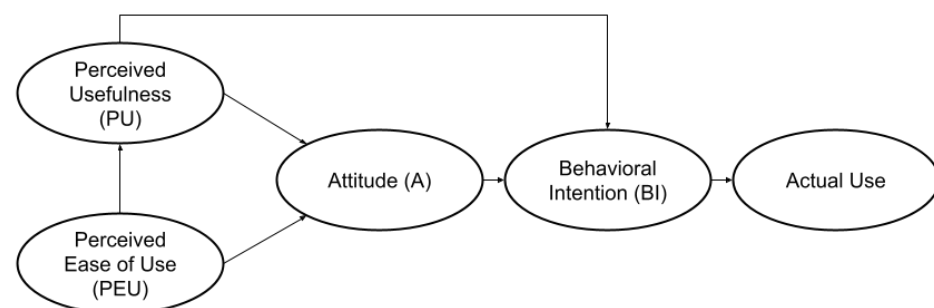 Perceived
Usefulness
(PU)
Attitude (A)
Behavioral
Intention (BI)
Actual Use
Perceived
Ease of Use
(PEU)